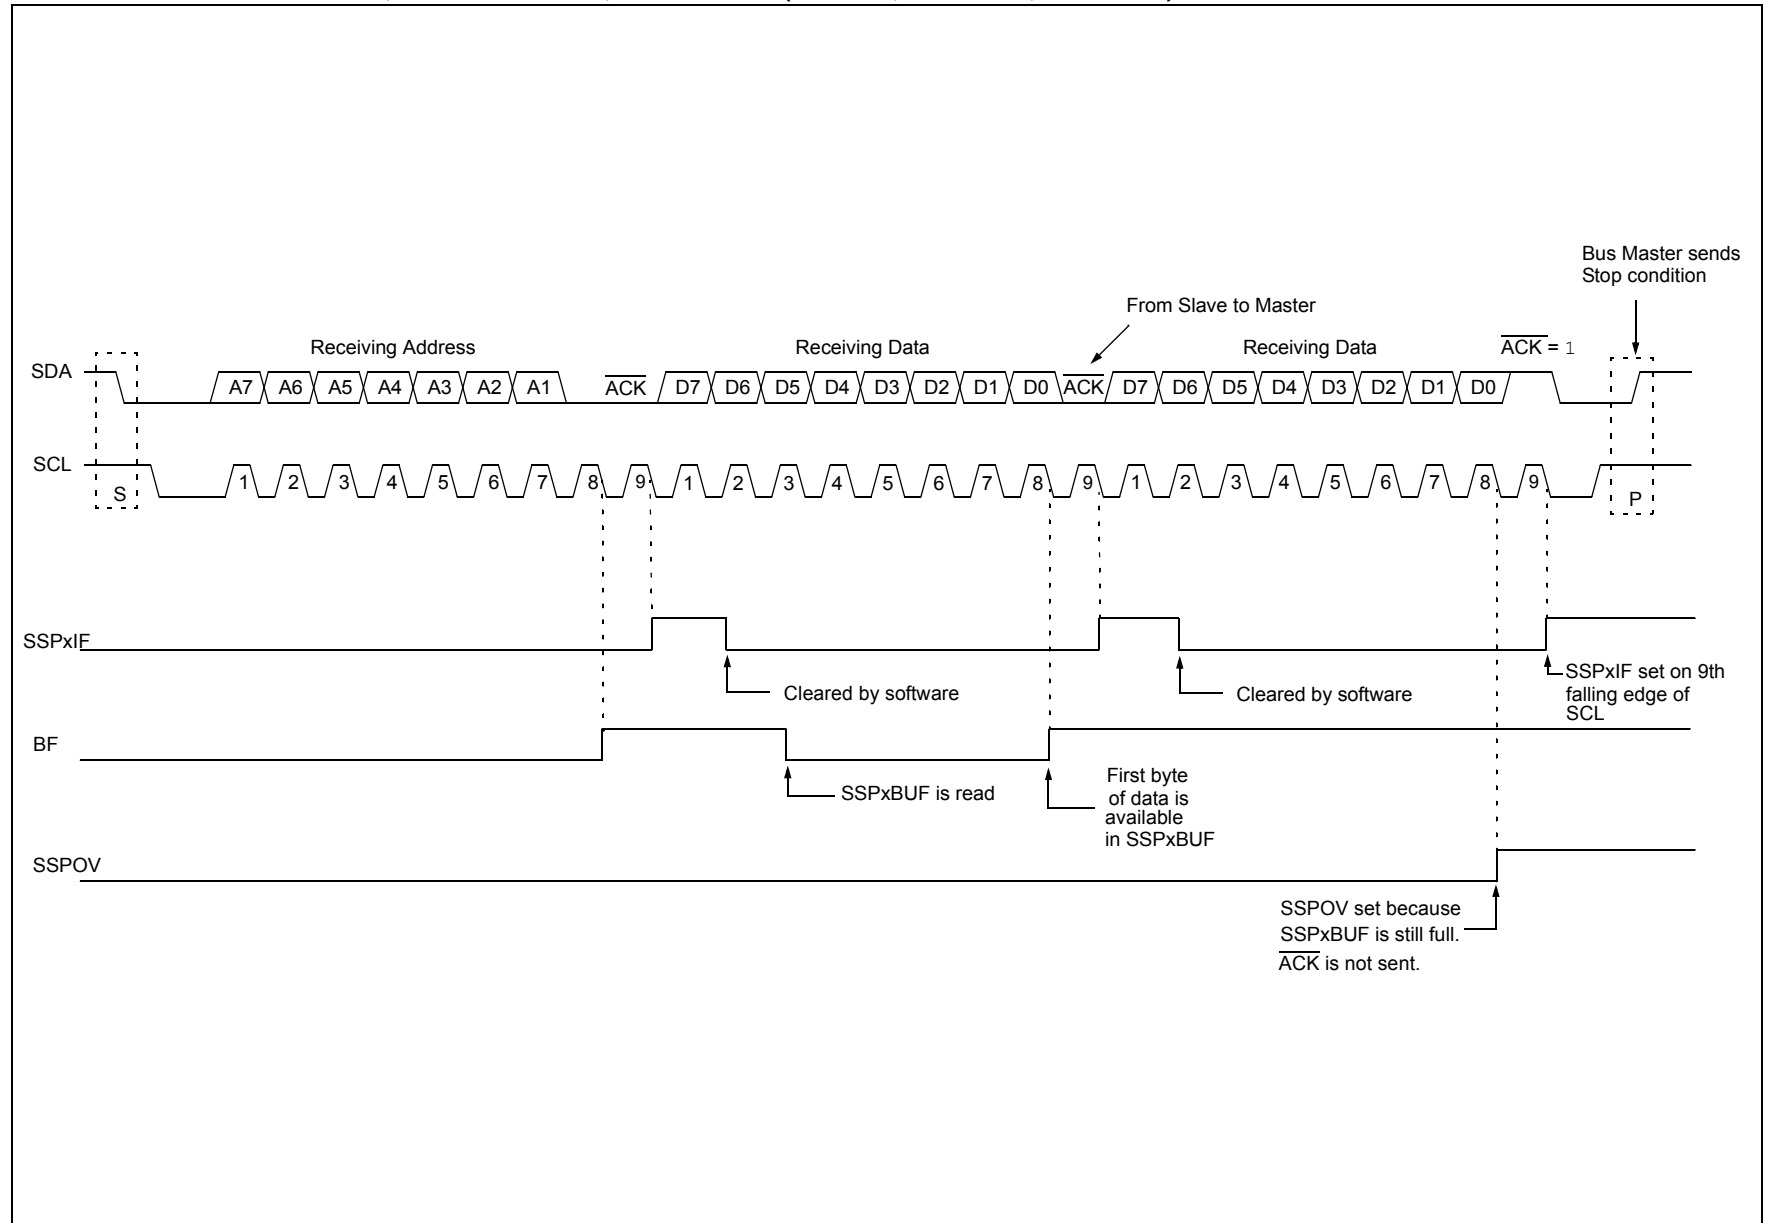 Bus Master sends
Stop condition
From Slave to Master
Receiving Address
Receiving Data
Receiving Data
ACK = 1
SDA
A7 A6 A5 A4 A3 A2 A1 ACK D7 D6 D5 D4 D3 D2 D1 D0 ACK D7 D6 D5 D4 D3 D2 D1 D0
SCL
S
1 2 3 4 5 6 7 8 9 1 2 3 4 5 6 7 8 9 1 2 3 4 5 6 7 8 9
P
SSPxIF
Cleared by software
Cleared by software
SSPxIF set on 9th
falling edge of
SCL
BF
SSPxBUF is read
First byte
of data is
available
in SSPxBUF
SSPOV
SSPOV set because
SSPxBUF is still full.
ACK is not sent.